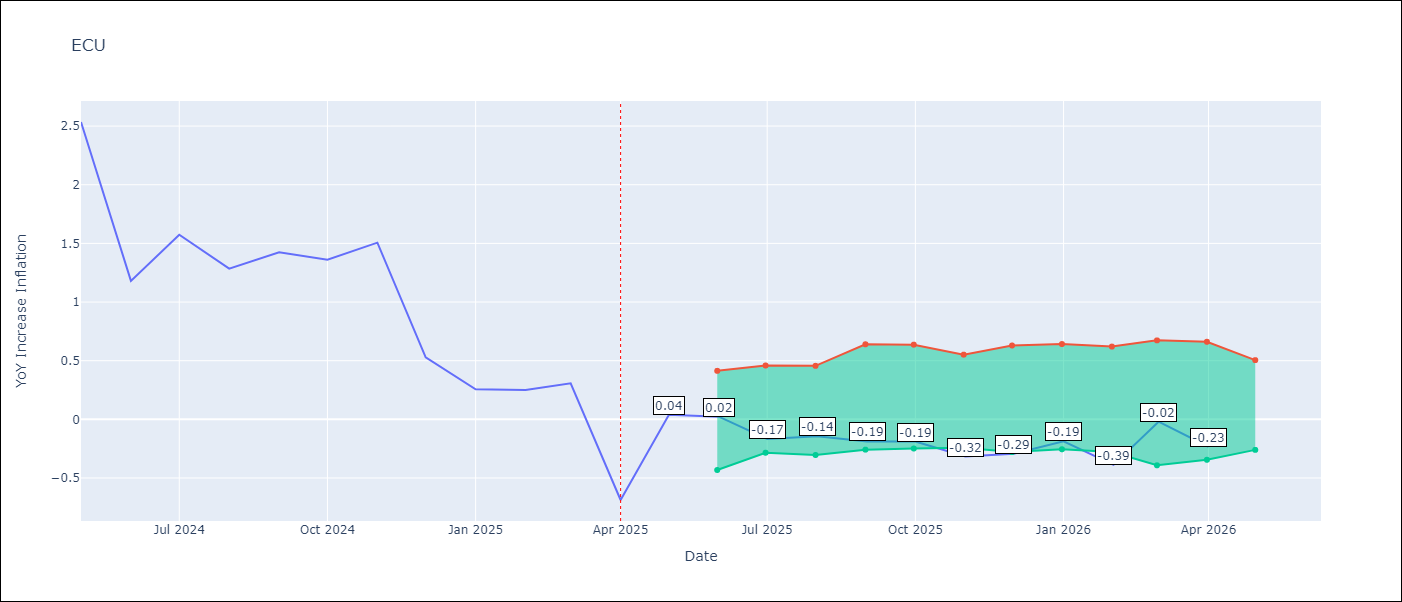 ECU
YoY Increase Inflation
2.5
2
1.5
1
0.5
0
−0.5
0.04
0.02
-0.17
-0.14
-0.19
-0.19
-0.32
-0.29
-0.19
-0.39
-0.02
-0.23
Jul 2024
Oct 2024
Jan 2025
Apr 2025
Jul 2025
Oct 2025
Jan 2026
Apr 2026
Date